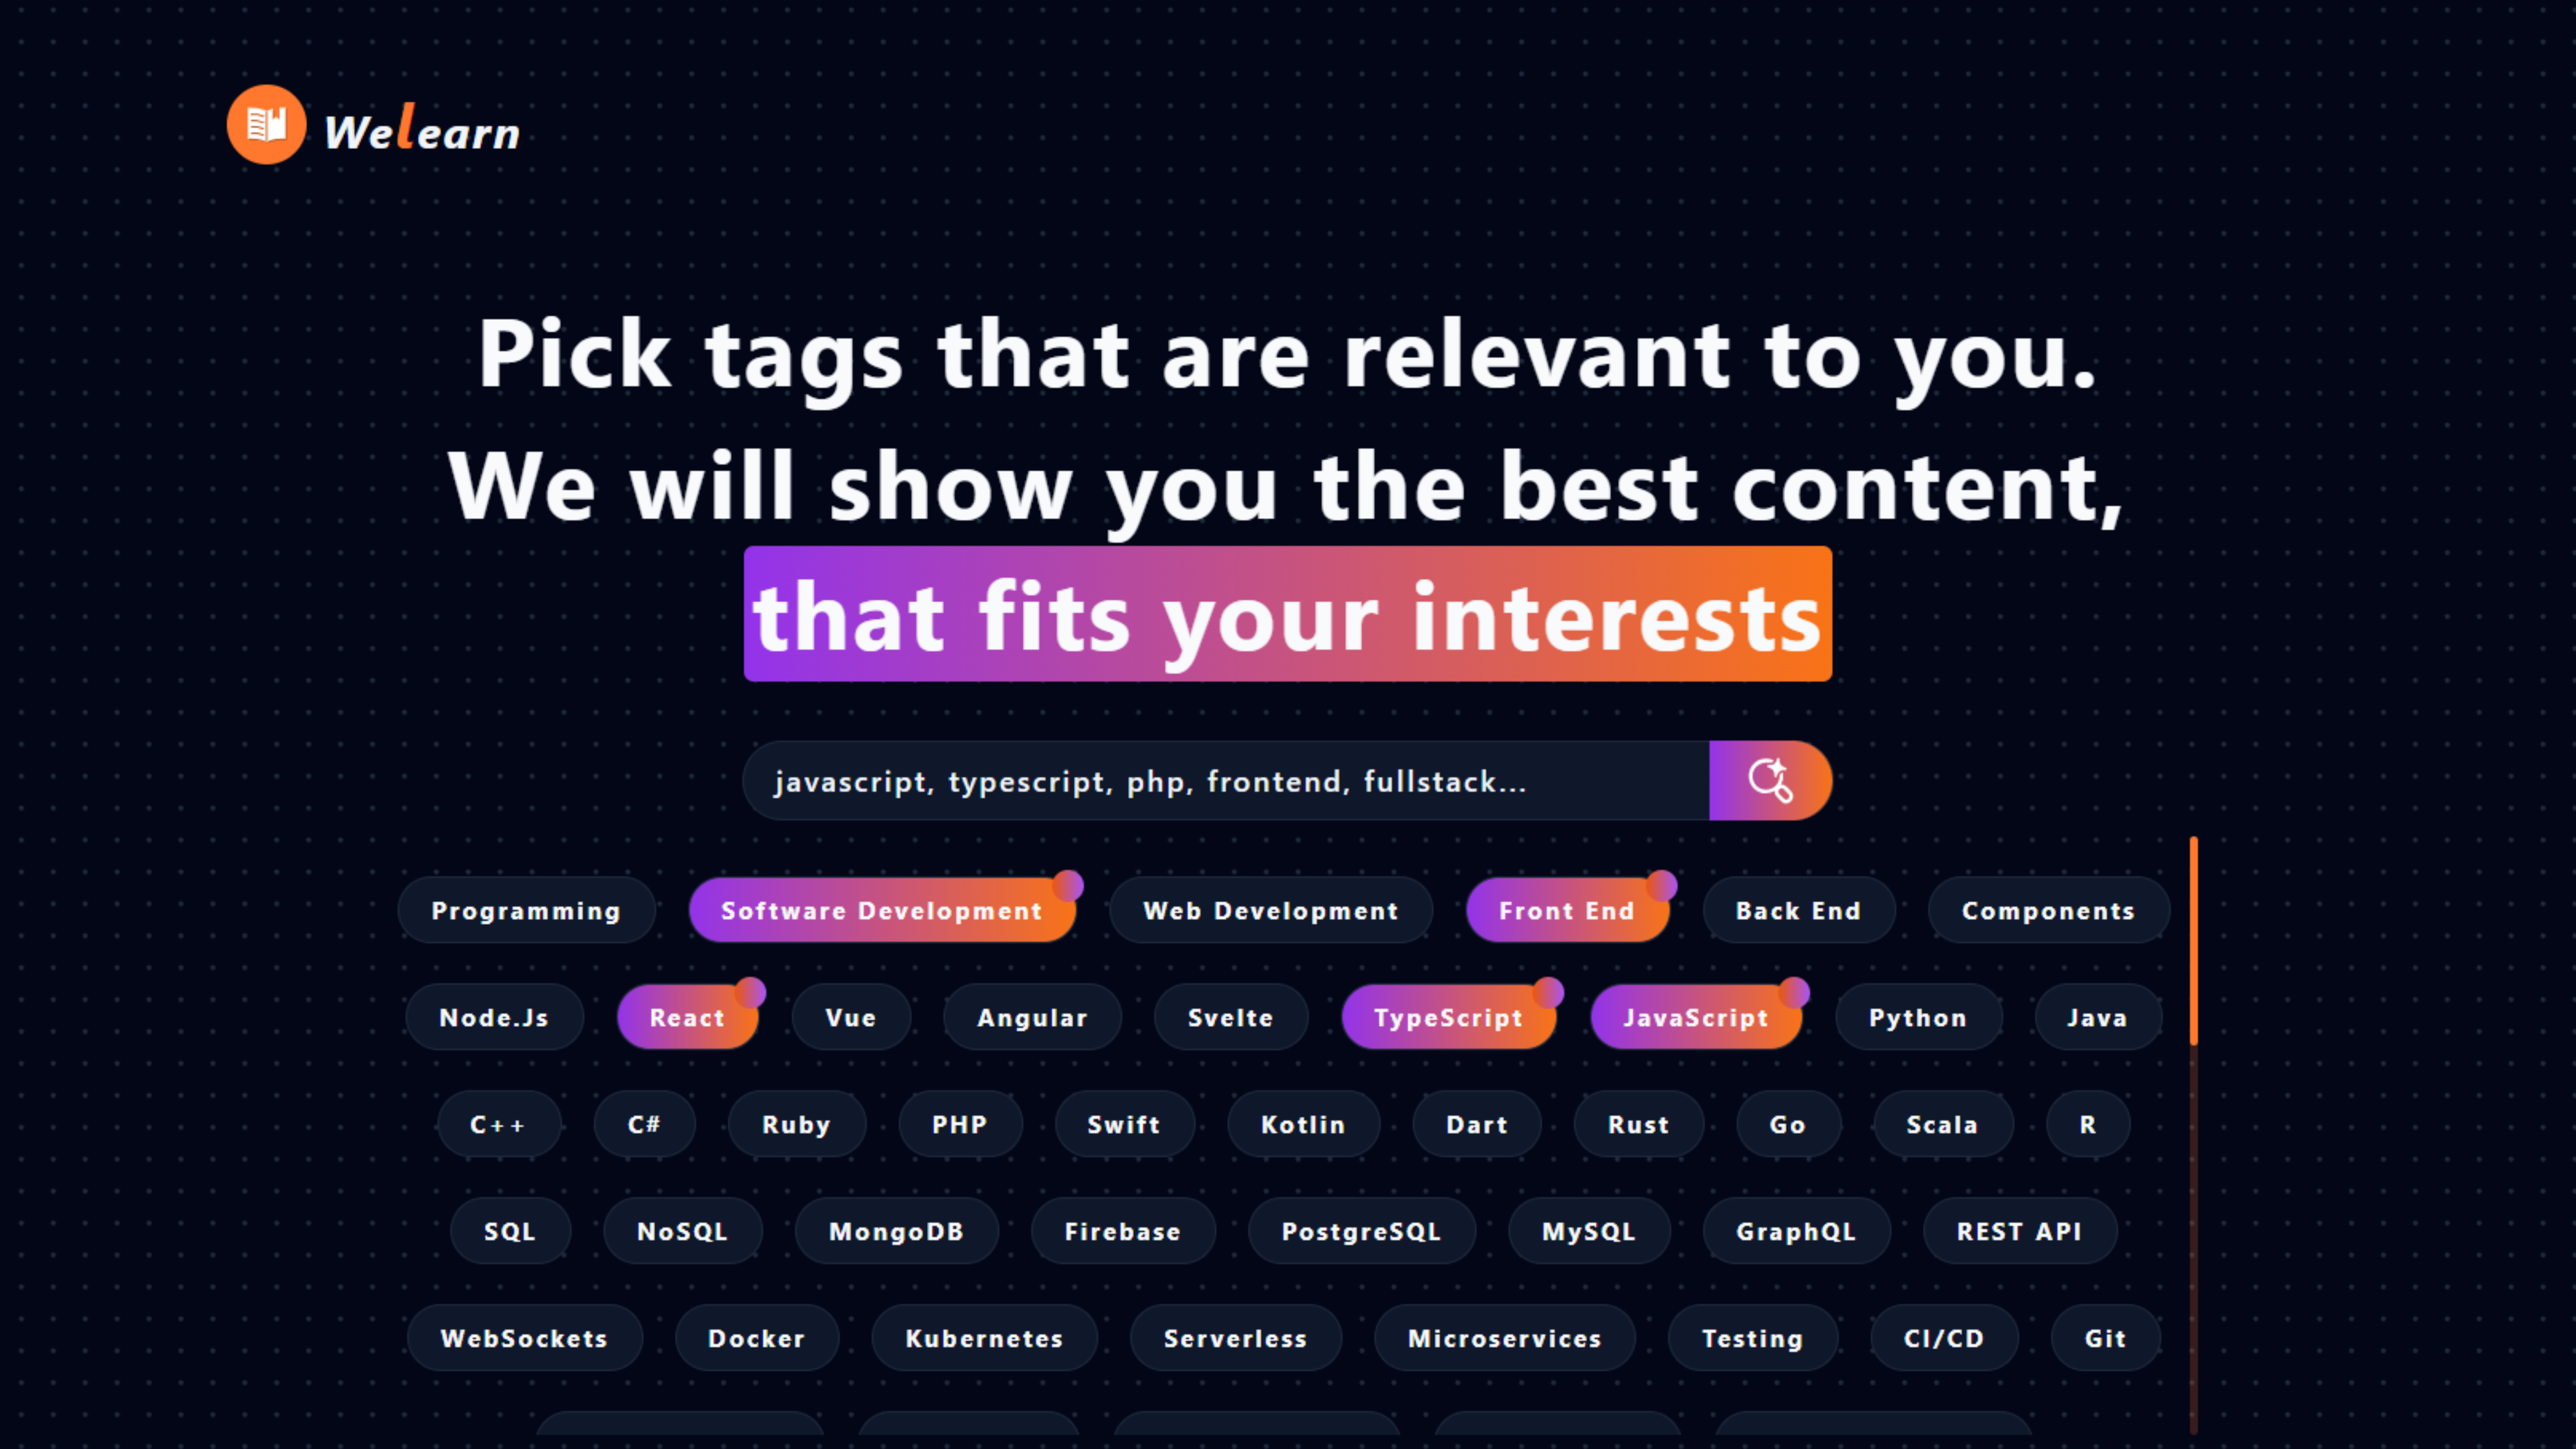 Welearn
Pick tags that are relevant to you.
We will show you the best content,
that fits your interests
javascript, typescript, php, frontend, fullstack...
Programming Software Development Web Development Front End Back End Components
Node.Js React Vue Angular Svelte TypeScript JavaScript Python Java
C++ C# Ruby PHP Swift Kotlin Dart Rust Go Scala R
SQL NoSQL MongoDB Firebase PostgreSQL MySQL GraphQL REST API
WebSockets Docker Kubernetes Serverless Microservices Testing CI/CD Git